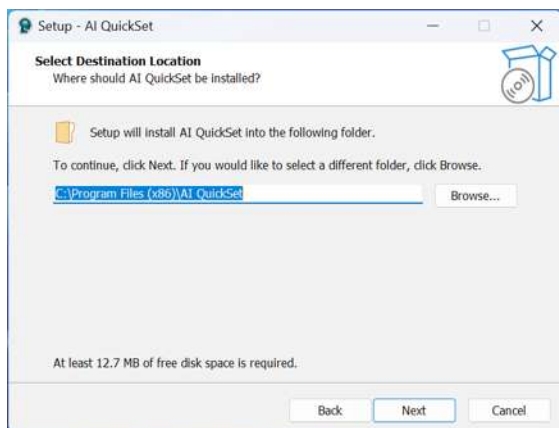 Setup - AI QuickSet
Select Destination Location
Where should AI QuickSet be installed?
Setup will install AI QuickSet into the following folder.
To continue, click Next. If you would like to select a different folder, click Browse.
C:\Program Files (x86)\AI QuickSet
Browse...
At least 12.7 MB of free disk space is required.
Back
Next
Cancel